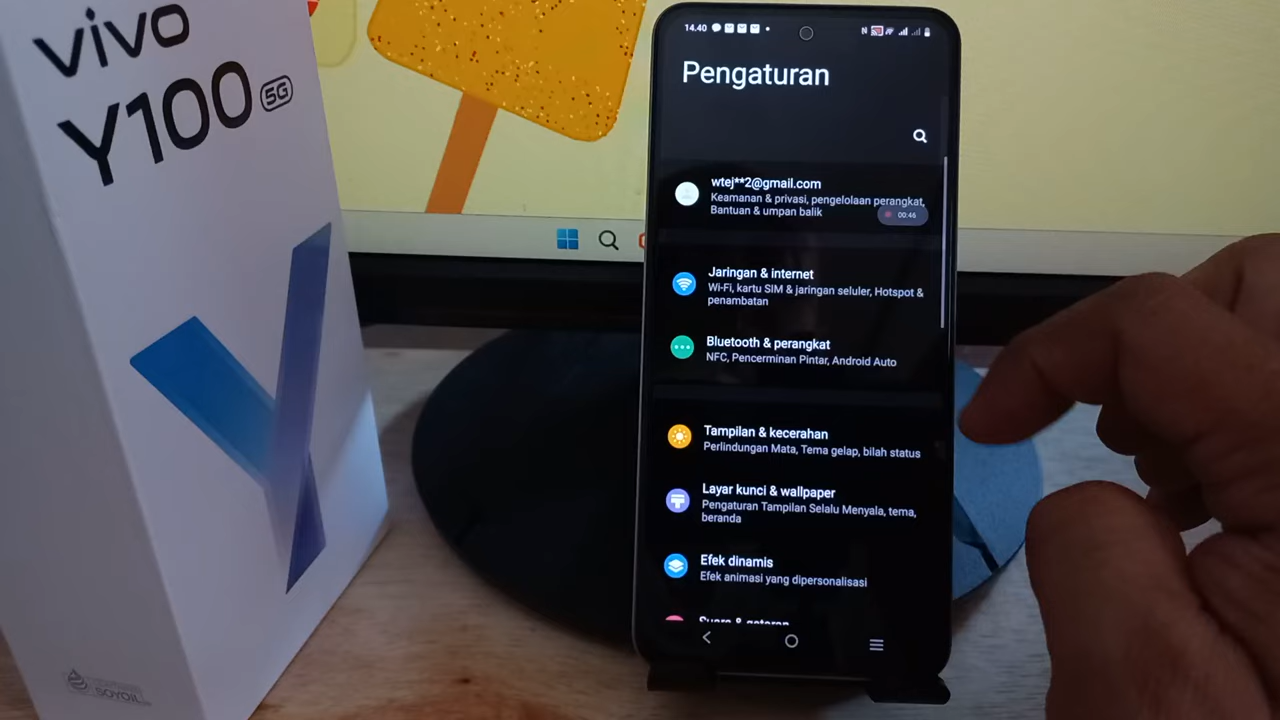 vivo
Y100 5G
SOYOIL
14.40
Pengaturan
wtej**2@gmail.com
Keamanan & privasi, pengelolaan perangkat,
Bantuan & umpan balik
00:46
Jaringan & internet
Wi-Fi, kartu SIM & jaringan seluler, Hotspot &
penambatan
Bluetooth & perangkat
NFC, Pencerminan Pintar, Android Auto
Tampilan & kecerahan
Perlindungan Mata, Tema gelap, bilah status
Layar kunci & wallpaper
Pengaturan Tampilan Selalu Menyala, tema,
beranda
Efek dinamis
Efek animasi yang dipersonalisasi